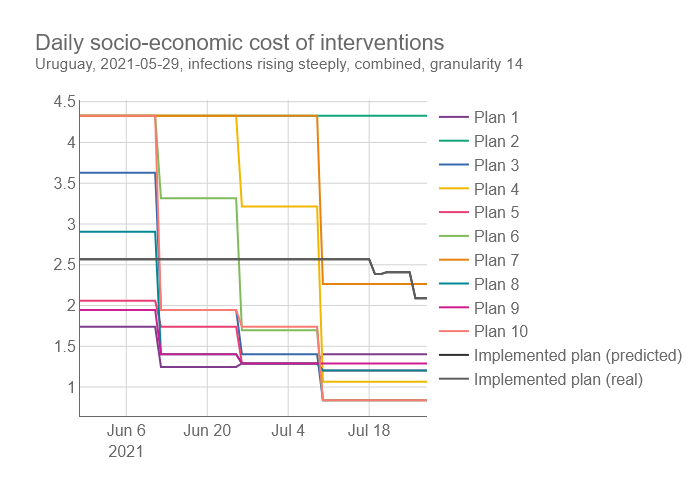 Daily socio-economic cost of interventions
Uruguay, 2021-05-29, infections rising steeply, combined, granularity 14
4.5
4
3.5
3
2.5
2
1.5
1
Jun 6
2021
Jun 20
Jul 4
Jul 18
Plan 1
Plan 2
Plan 3
Plan 4
Plan 5
Plan 6
Plan 7
Plan 8
Plan 9
Plan 10
Implemented plan (predicted)
Implemented plan (real)